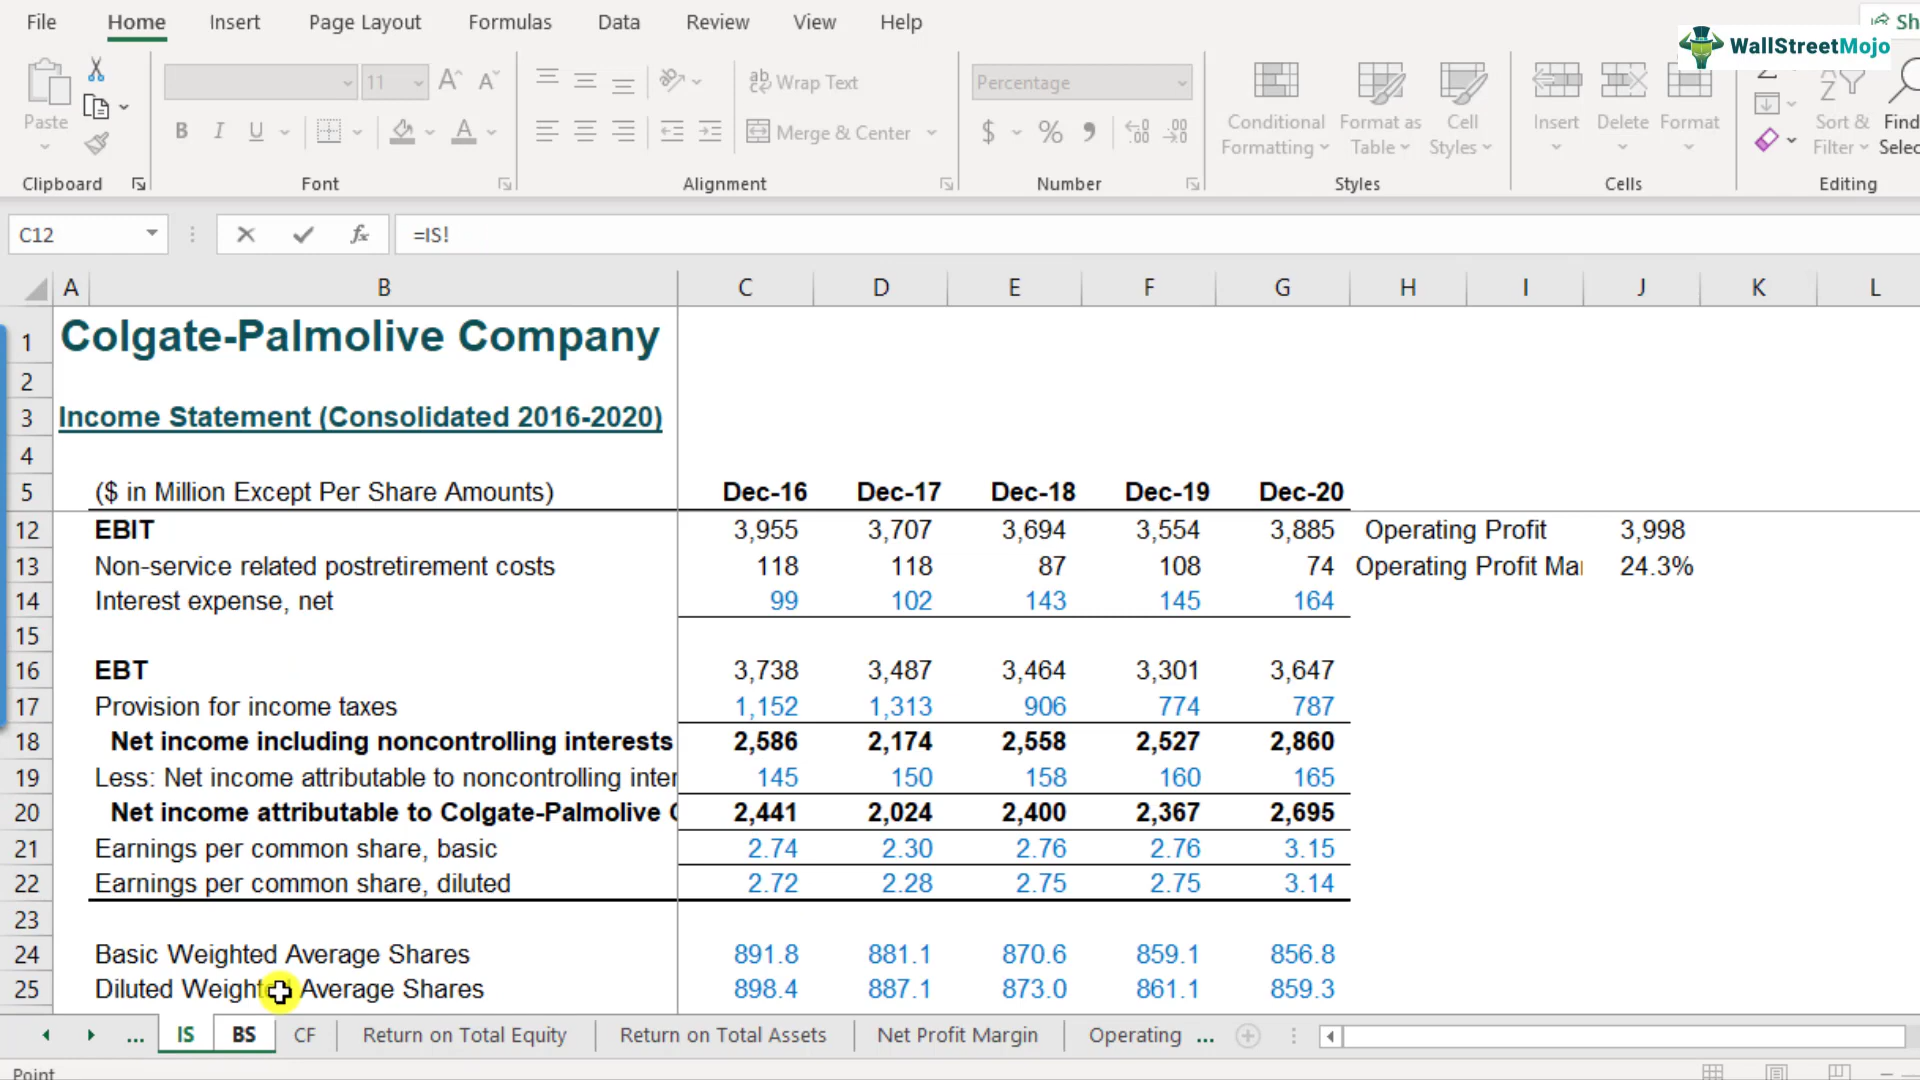 File Home Insert Page Layout Formulas Data Review View Help Sh
WallStreetMojo
11 Wrap Text Percentage
Paste B I U Merge & Center $ % Conditional Formatting Format as Table Cell Styles Insert Delete Format Sort & Filter Find Selec
Clipboard Font Alignment Number Styles Cells Editing
C12 fx =IS!
A B C D E F G H I J K L
1 Colgate-Palmolive Company
2
3 Income Statement (Consolidated 2016-2020)
4
5 ($ in Million Except Per Share Amounts) Dec-16 Dec-17 Dec-18 Dec-19 Dec-20
12 EBIT 3,955 3,707 3,694 3,554 3,885 Operating Profit 3,998
13 Non-service related postretirement costs 118 118 87 108 74 Operating Profit Mar 24.3%
14 Interest expense, net 99 102 143 145 164
15
16 EBT 3,738 3,487 3,464 3,301 3,647
17 Provision for income taxes 1,152 1,313 906 774 787
18 Net income including noncontrolling interests 2,586 2,174 2,558 2,527 2,860
19 Less: Net income attributable to noncontrolling inter 145 150 158 160 165
20 Net income attributable to Colgate-Palmolive C 2,441 2,024 2,400 2,367 2,695
21 Earnings per common share, basic 2.74 2.30 2.76 2.76 3.15
22 Earnings per common share, diluted 2.72 2.28 2.75 2.75 3.14
23
24 Basic Weighted Average Shares 891.8 881.1 870.6 859.1 856.8
25 Diluted Weighted Average Shares 898.4 887.1 873.0 861.1 859.3
... IS BS CF Return on Total Equity Return on Total Assets Net Profit Margin Operating ...
Point